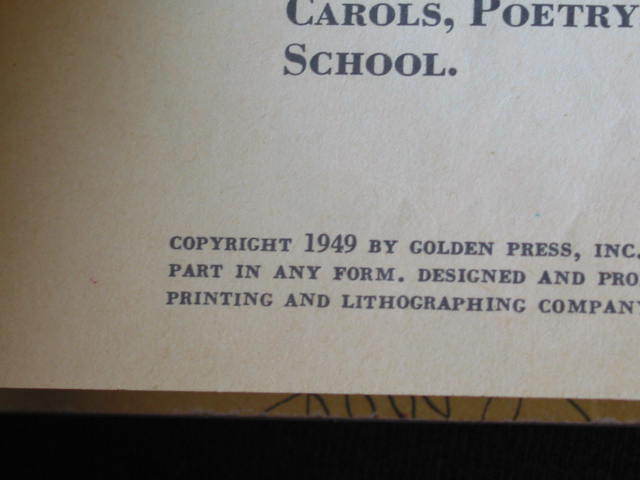 CAROLS, POETRY
SCHOOL.
COPYRIGHT 1949 BY GOLDEN PRESS, INC.
PART IN ANY FORM. DESIGNED AND PRO
PRINTING AND LITHOGRAPHING COMPANY